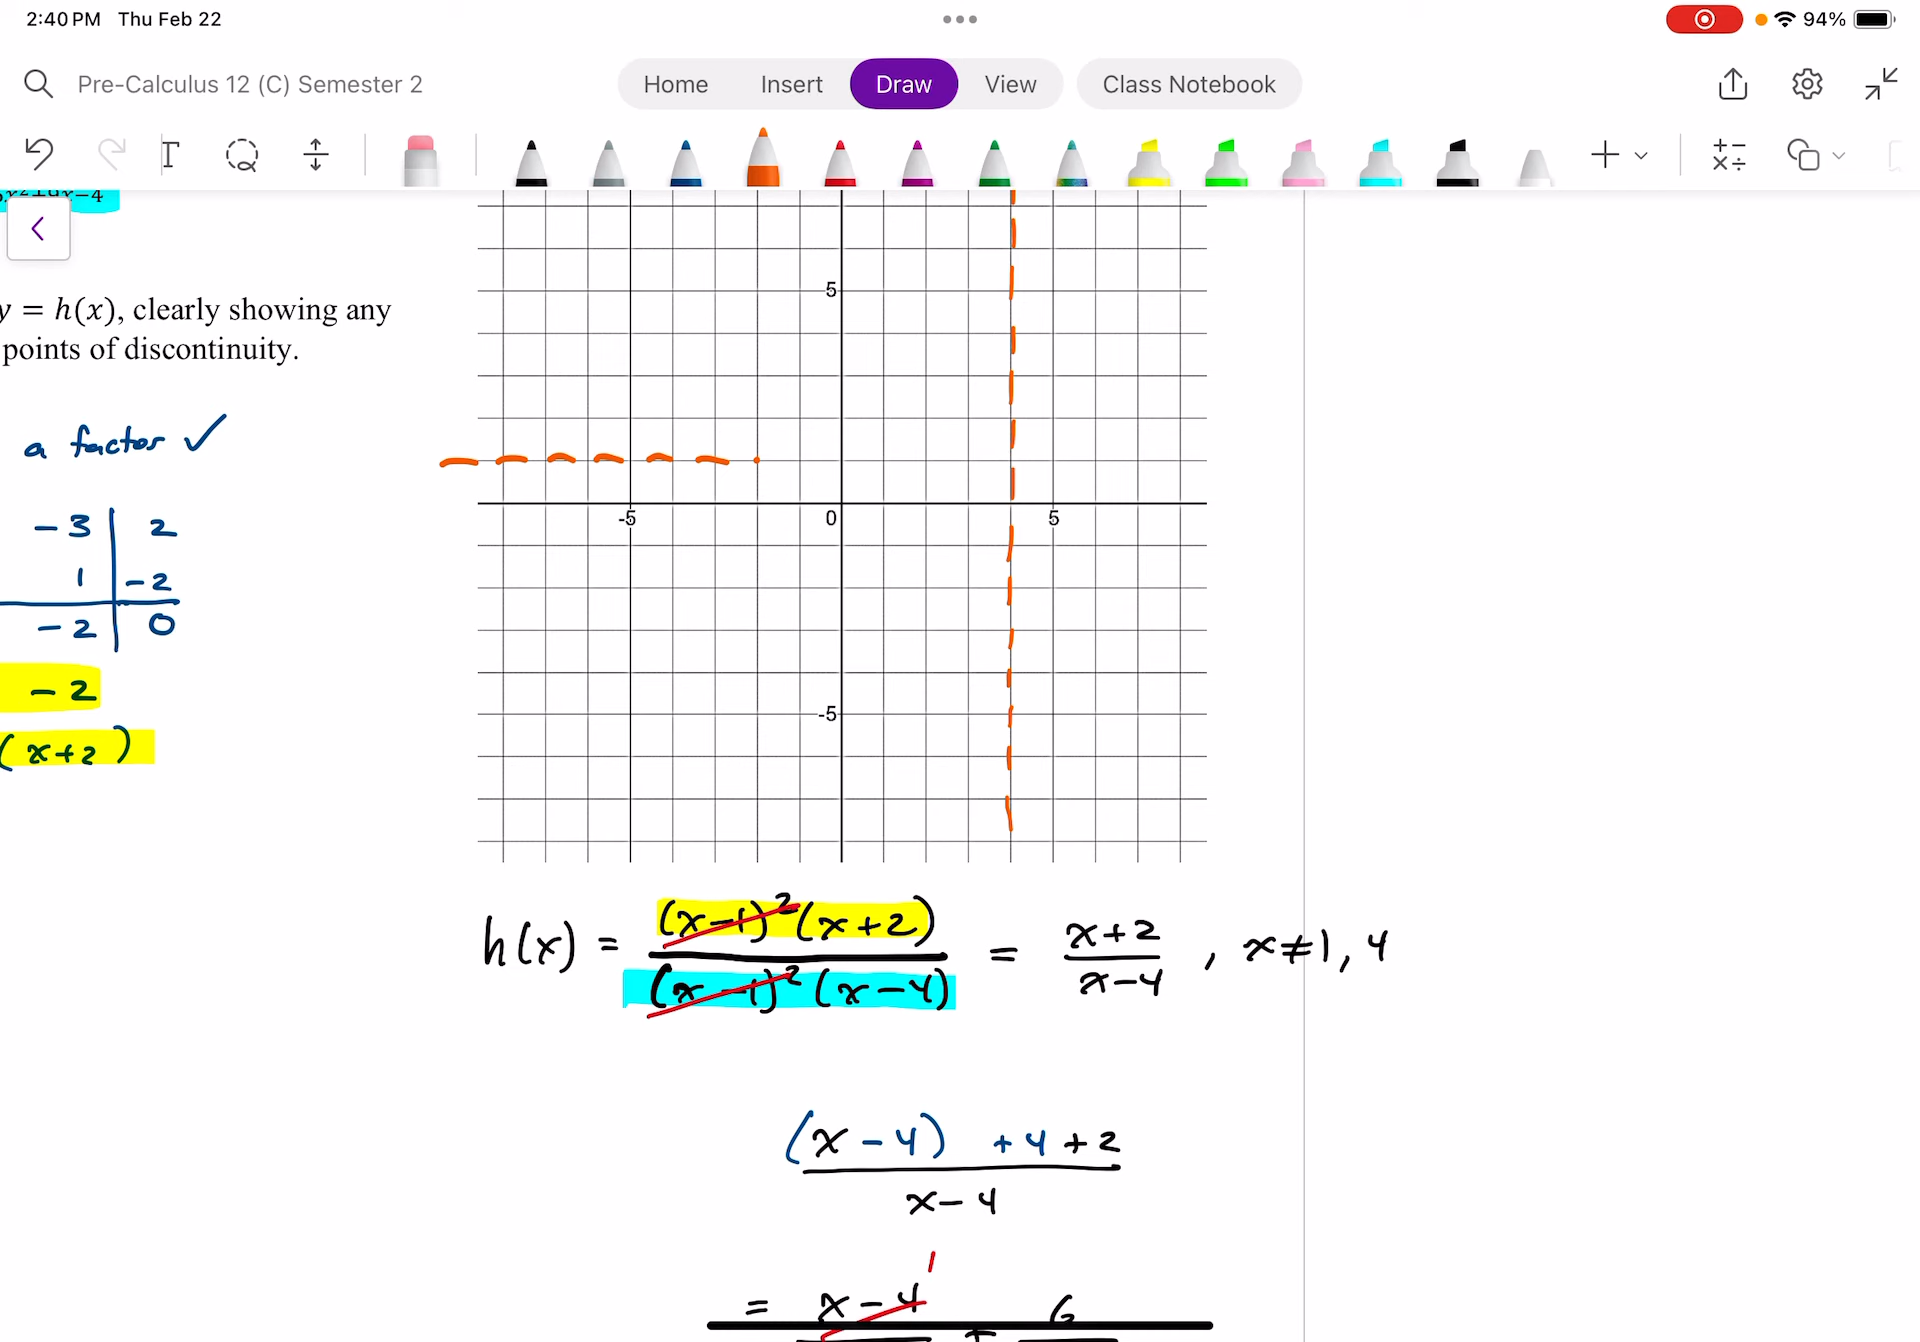 2:40 PM Thu Feb 22
94%
Pre-Calculus 12 (C) Semester 2
Home Insert Draw View Class Notebook
y = h(x), clearly showing any
points of discontinuity.
a factor ✓
-3 | 2
1 | -2
-2 | 0
-2
(x+2)
5
-5 0 5
-5
h(x) = (x-1)²(x+2) / (x-1)²(x-4) = x+2 / x-4 , x≠1, 4
(x-4) +4+2
x-4
1
= x-4 + 6